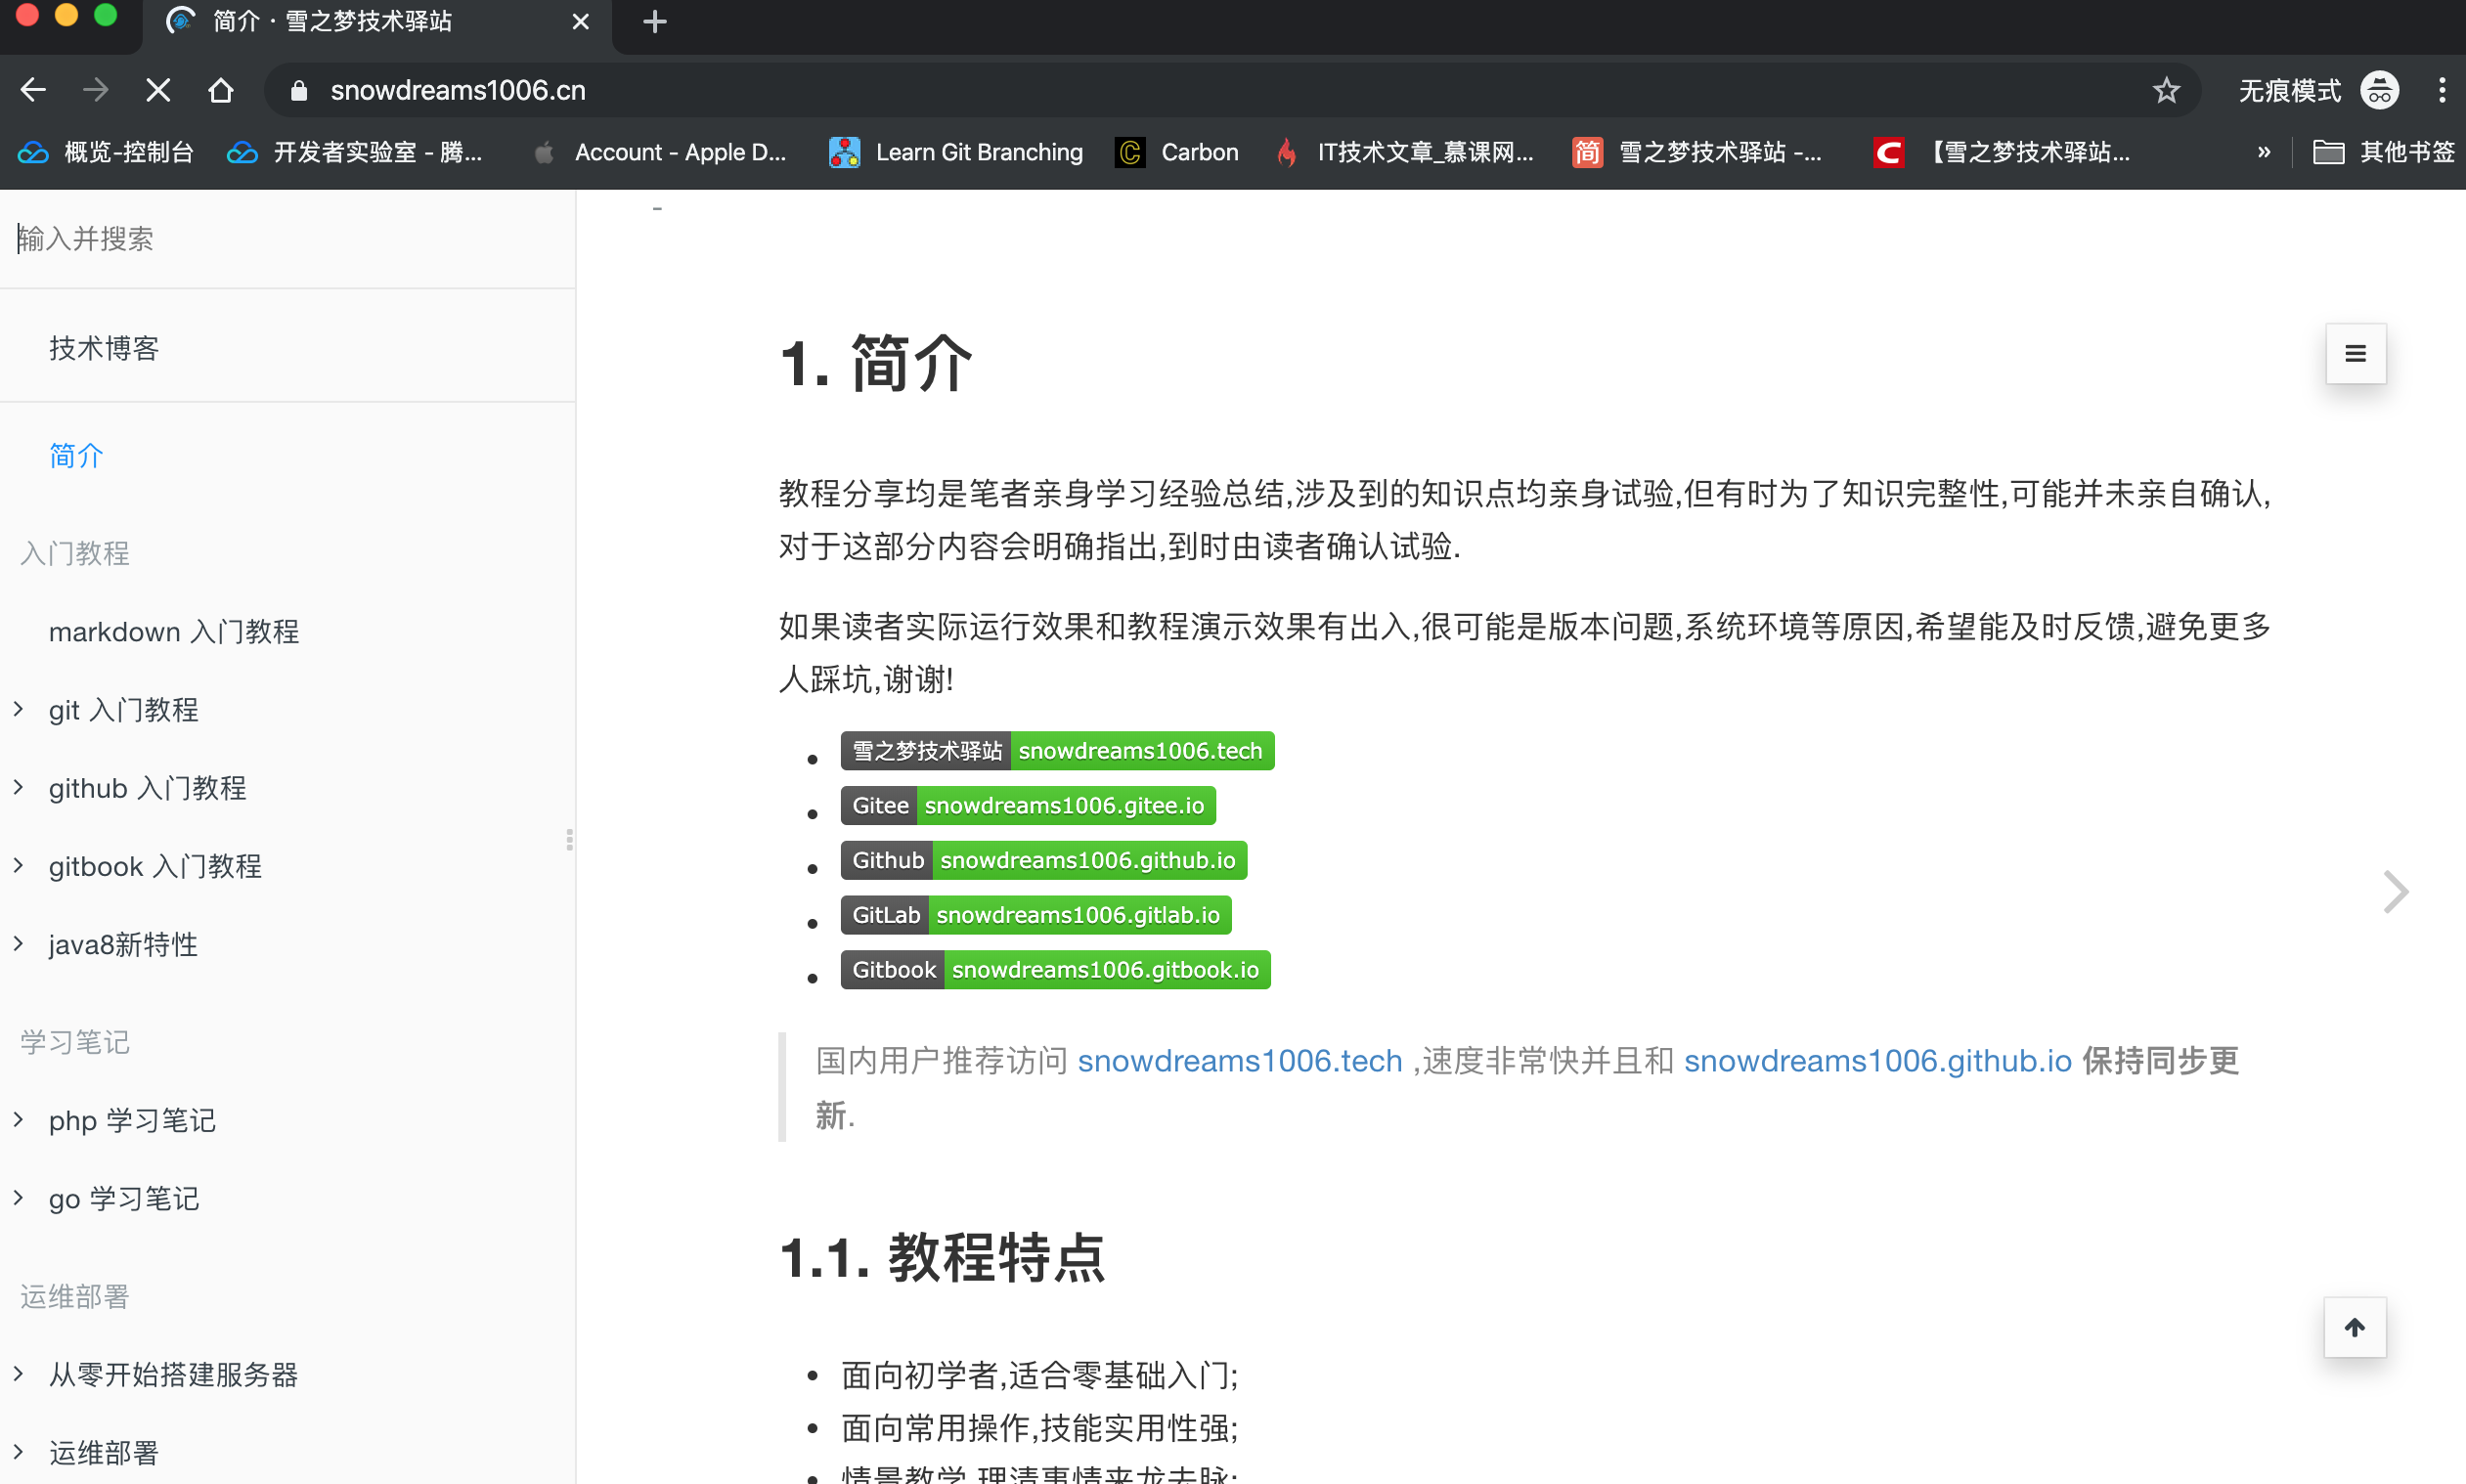 简介 · 雪之梦技术驿站
snowdreams1006.cn
无痕模式
概览-控制台
开发者实验室 - 腾...
Account - Apple D...
Learn Git Branching
Carbon
IT技术文章_慕课网...
雪之梦技术驿站 -...
【雪之梦技术驿站...
»
其他书签
输入并搜索
技术博客
简介
入门教程
markdown 入门教程
git 入门教程
github 入门教程
gitbook 入门教程
java8新特性
学习笔记
php 学习笔记
go 学习笔记
运维部署
从零开始搭建服务器
运维部署
-
1. 简介
教程分享均是笔者亲身学习经验总结,涉及到的知识点均亲身试验,但有时为了知识完整性,可能并未亲自确认,
对于这部分内容会明确指出,到时由读者确认试验.
如果读者实际运行效果和教程演示效果有出入,很可能是版本问题,系统环境等原因,希望能及时反馈,避免更多
人踩坑,谢谢!
雪之梦技术驿站 snowdreams1006.tech
Gitee snowdreams1006.gitee.io
Github snowdreams1006.github.io
GitLab snowdreams1006.gitlab.io
Gitbook snowdreams1006.gitbook.io
国内用户推荐访问 snowdreams1006.tech ,速度非常快并且和 snowdreams1006.github.io 保持同步更
新.
1.1. 教程特点
面向初学者,适合零基础入门;
面向常用操作,技能实用性强;
情景教学,理清事情来龙去脉;